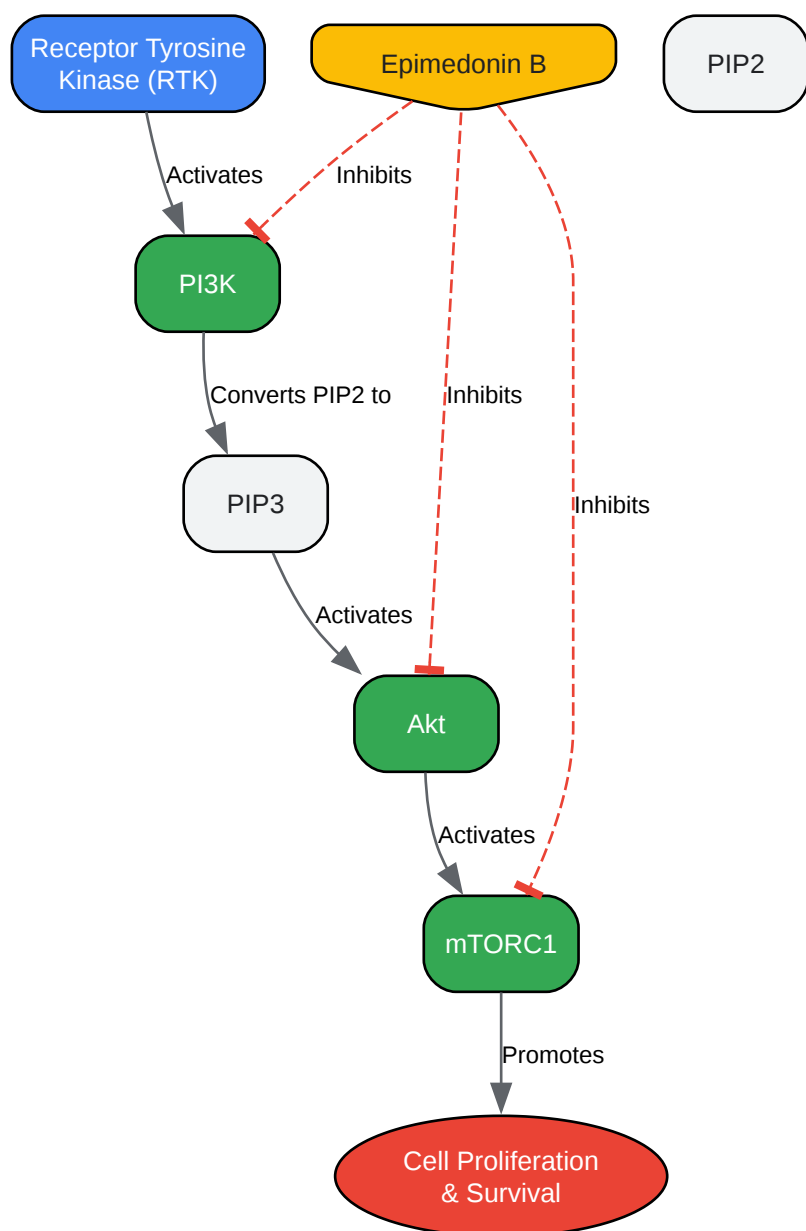 Receptor Tyrosine
Kinase (RTK)
Epimedonin B
PIP2
Activates
Inhibits
PI3K
Converts PIP2 to
Inhibits
PIP3
Inhibits
Activates
Akt
Activates
mTORC1
Promotes
Cell Proliferation
& Survival